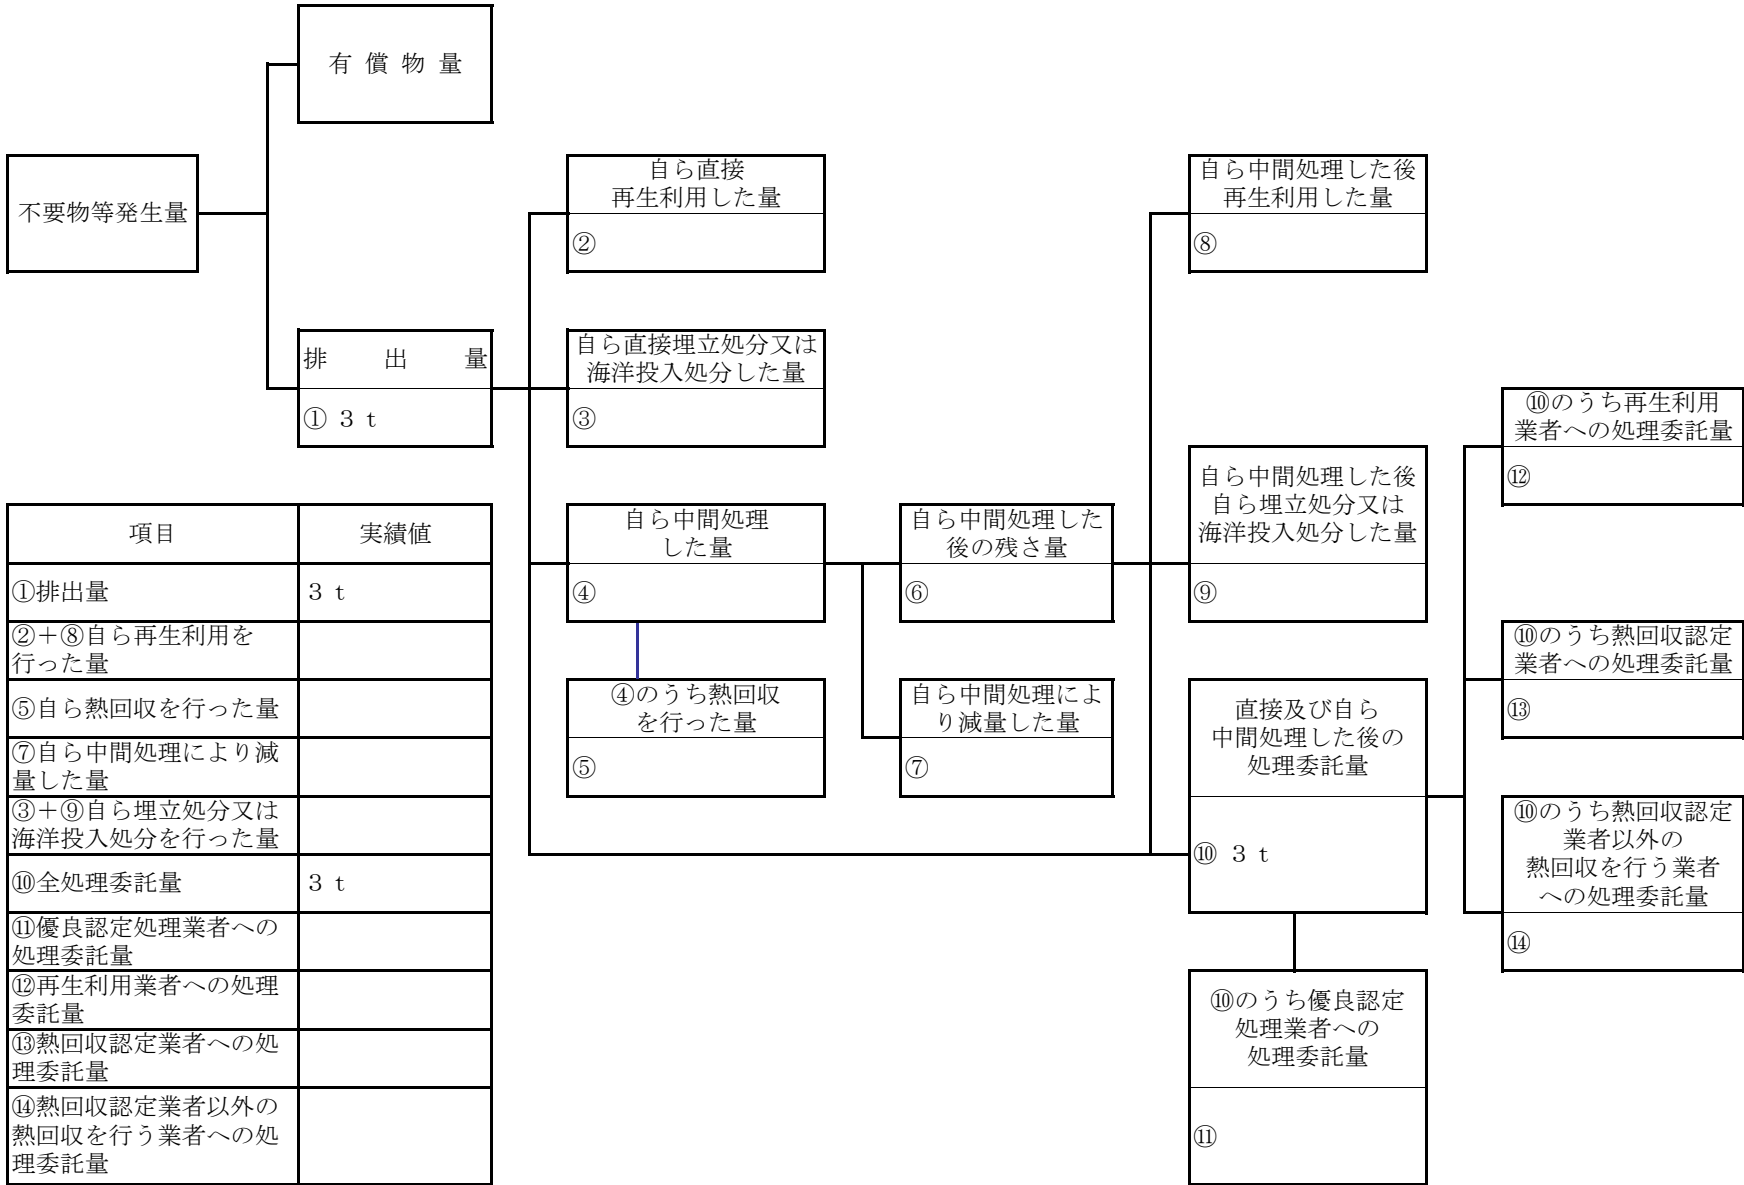 有償物量
不要物等発生量
自ら直接
再生利用した量
②
自ら中間処理した後
再生利用した量
⑧
排出量
① 3 t
自ら直接埋立処分又は
海洋投入処分した量
③
⑩のうち再生利用
業者への処理委託量
⑫
自ら中間処理
した量
④
自ら中間処理した
後の残さ量
⑥
自ら中間処理した後
自ら埋立処分又は
海洋投入処分した量
⑨
⑩のうち熱回収認定
業者への処理委託量
⑬
④のうち熱回収
を行った量
⑤
自ら中間処理によ
り減量した量
⑦
直接及び自ら
中間処理した後の
処理委託量
⑩ 3 t
⑩のうち熱回収認定
業者以外の
熱回収を行う業者
への処理委託量
⑭
⑩のうち優良認定
処理業者への
処理委託量
⑪
項目 実績値
①排出量 3 t
②+⑧自ら再生利用を
行った量
⑤自ら熱回収を行った量
⑦自ら中間処理により減
量した量
③+⑨自ら埋立処分又は
海洋投入処分を行った量
⑩全処理委託量 3 t
⑪優良認定処理業者への
処理委託量
⑫再生利用業者への処理
委託量
⑬熱回収認定業者への処
理委託量
⑭熱回収認定業者以外の
熱回収を行う業者への処
理委託量